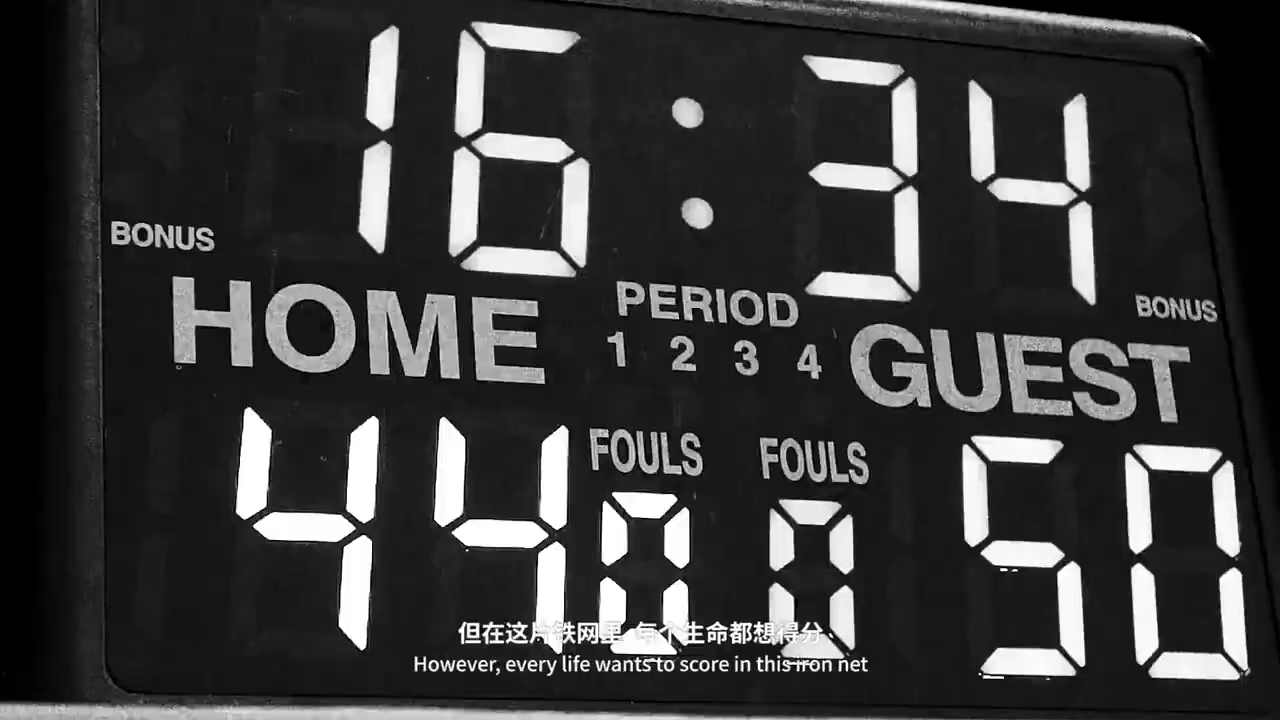 16:34
BONUS
BONUS
HOME
PERIOD
GUEST
1 2 3 4
FOULS
FOULS
44
0
0
50
但在这片铁网里 每个生命都想得分
However, every life wants to score in this iron net